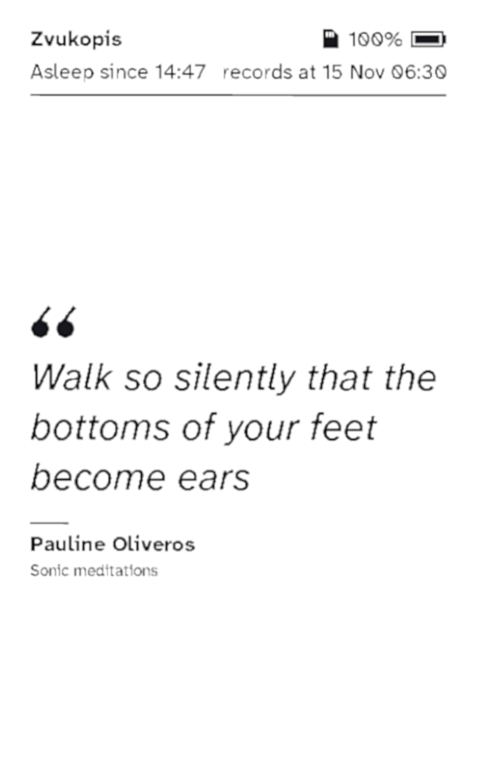 Zvukopis 100%
Asleep since 14:47 records at 15 Nov 06:30
“
Walk so silently that the
bottoms of your feet
become ears
Pauline Oliveros
Sonic meditations